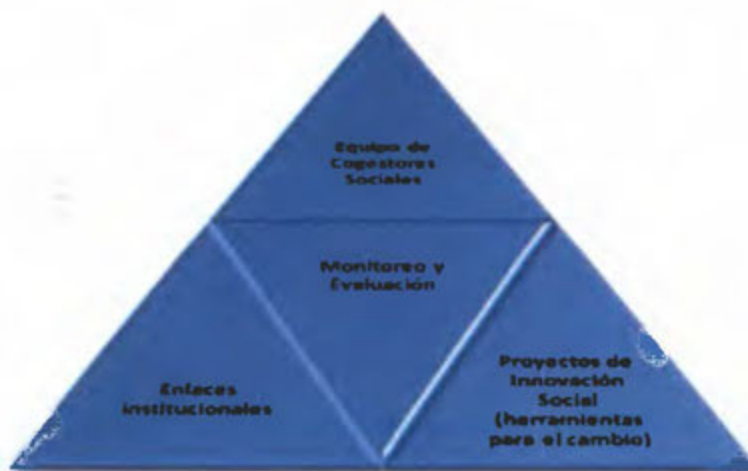 Equipo de
Cogestores
Sociales
Monitoreo y
Evaluación
Enlaces
institucionales
Proyectos de
Innovación
Social
(herramientas
para el cambio)